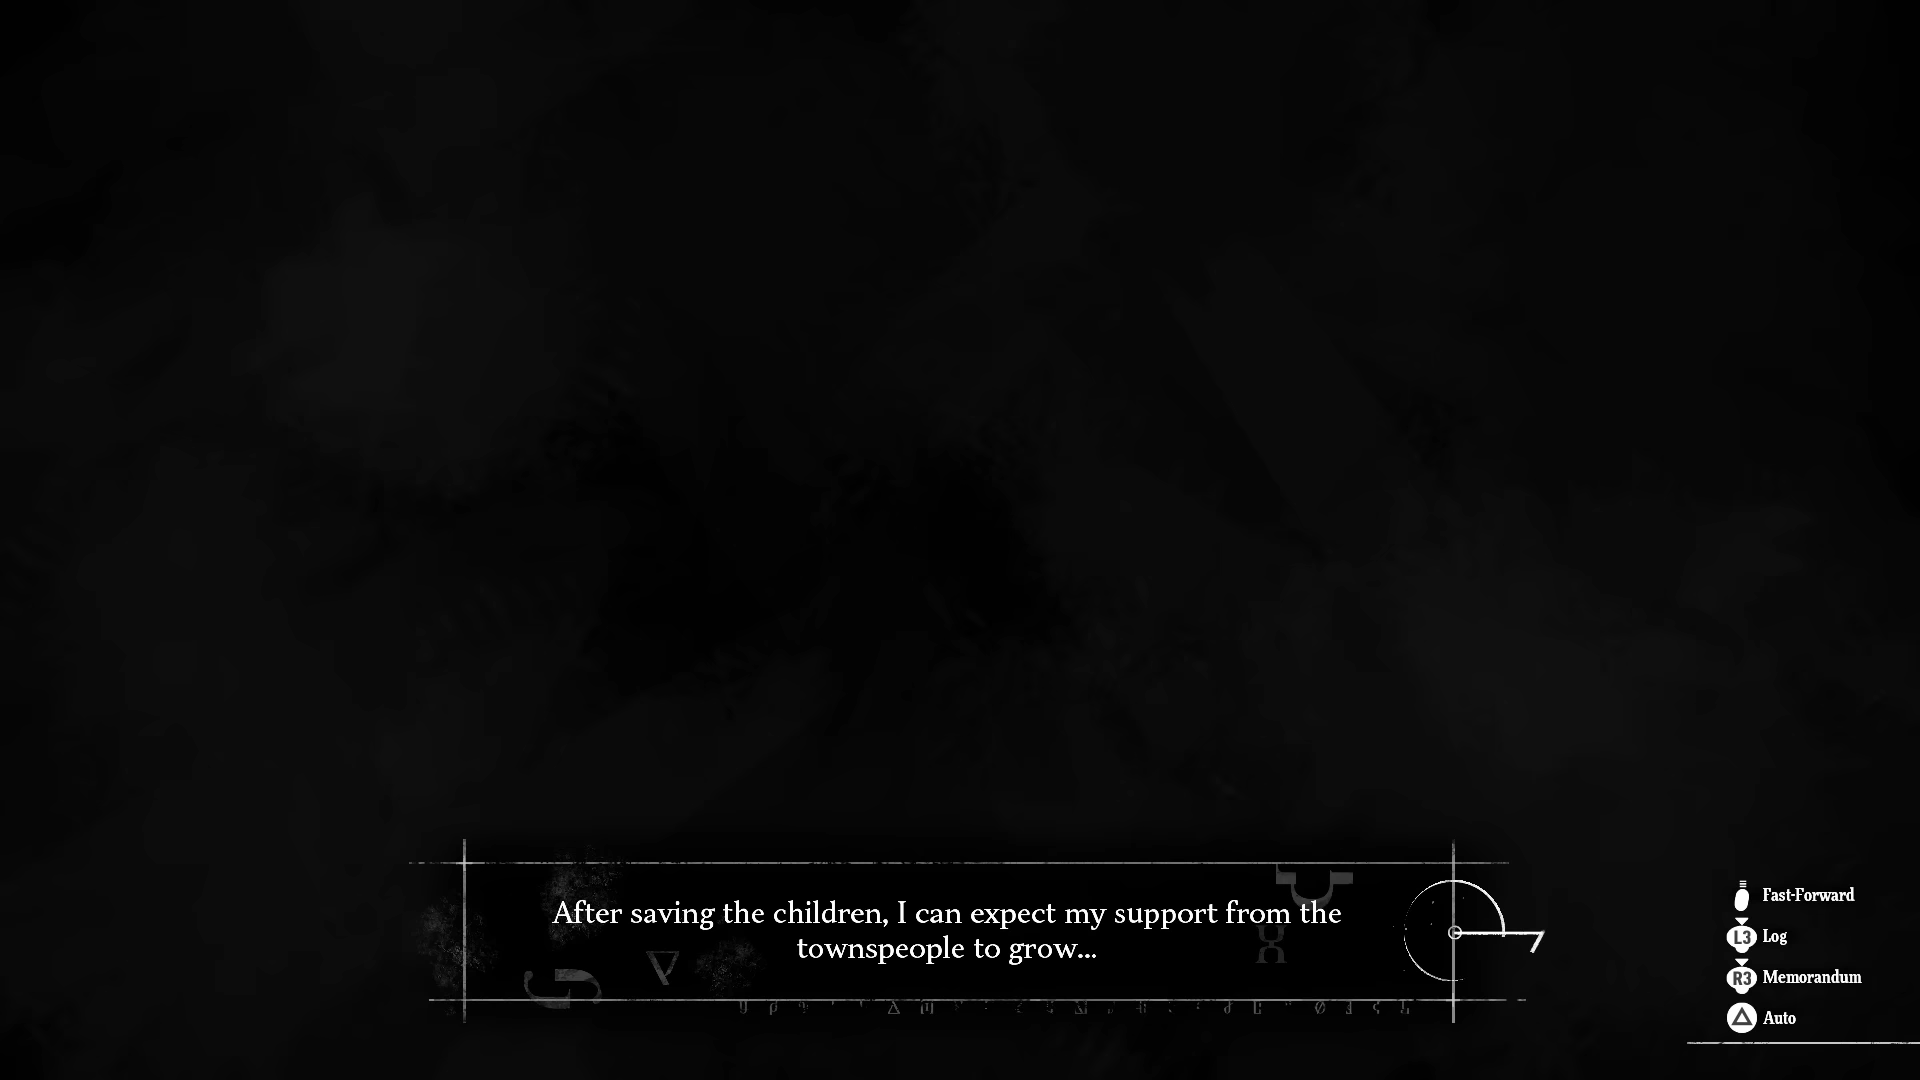 After saving the children, I can expect my support from the
townspeople to grow...
Fast-Forward
L3 Log
R3 Memorandum
Auto